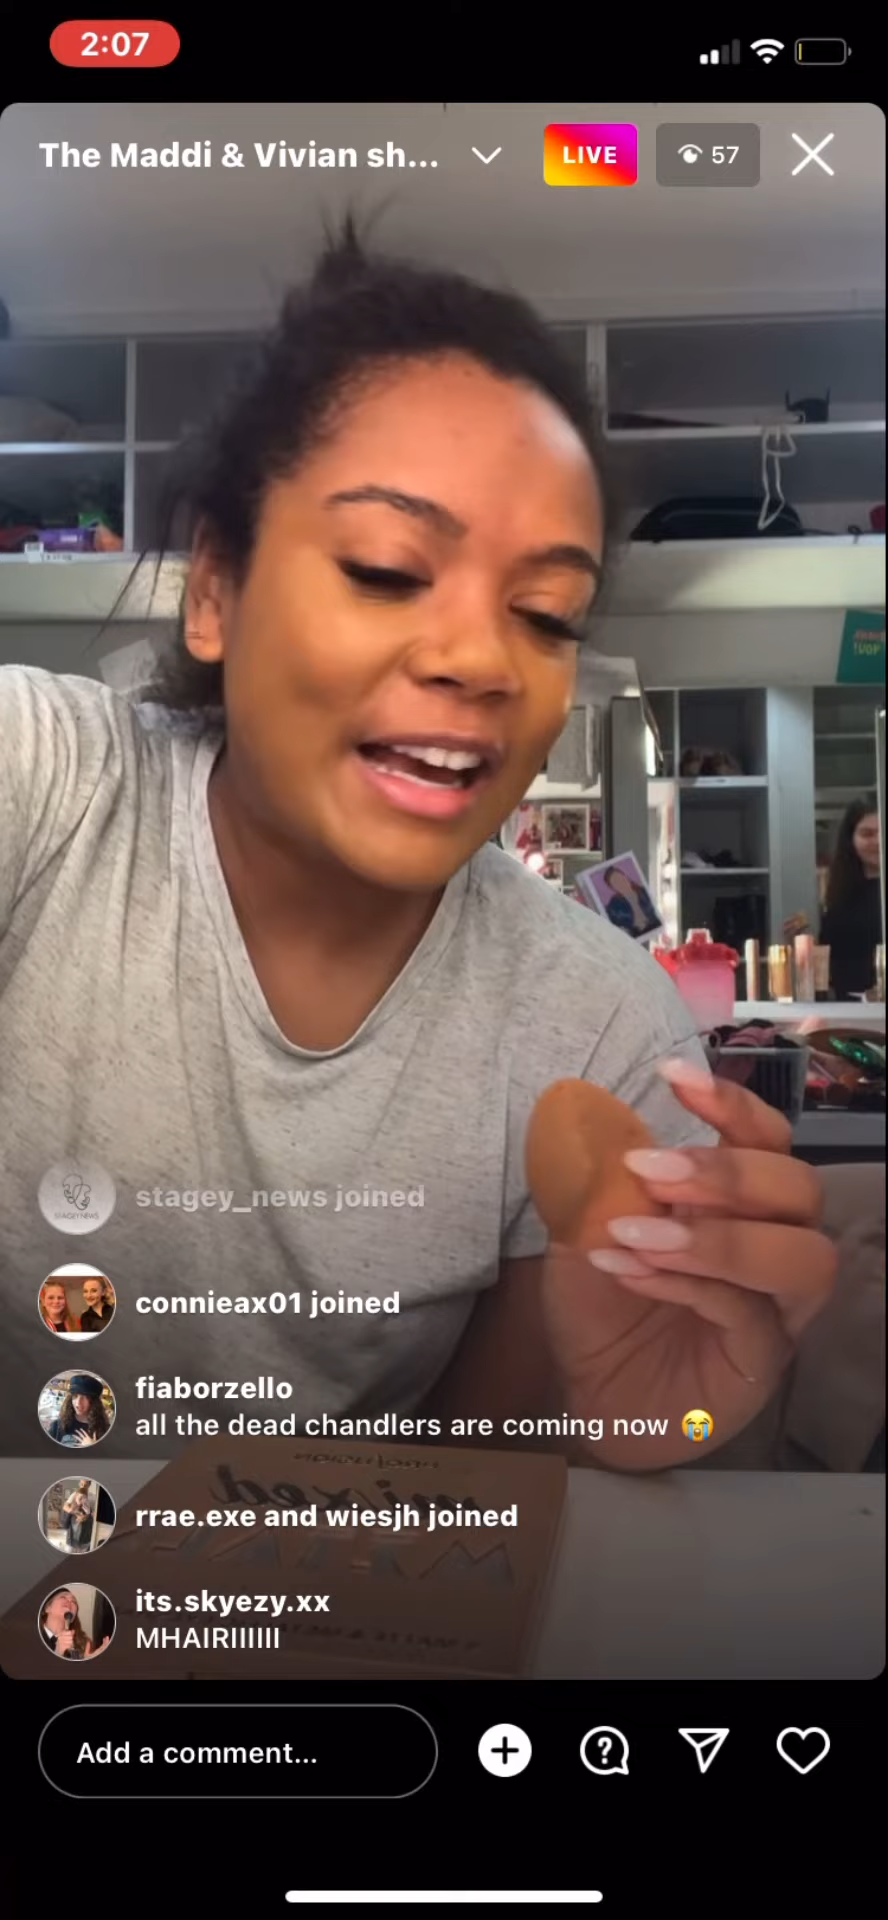 2:07
The Maddi & Vivian sh...
LIVE
57
stagey_news joined
connieax01 joined
fiaborzello
all the dead chandlers are coming now 😭
rrae.exe and wiesjh joined
its.skyezy.xx
MHAIRIIIIII
mixed
Add a comment...